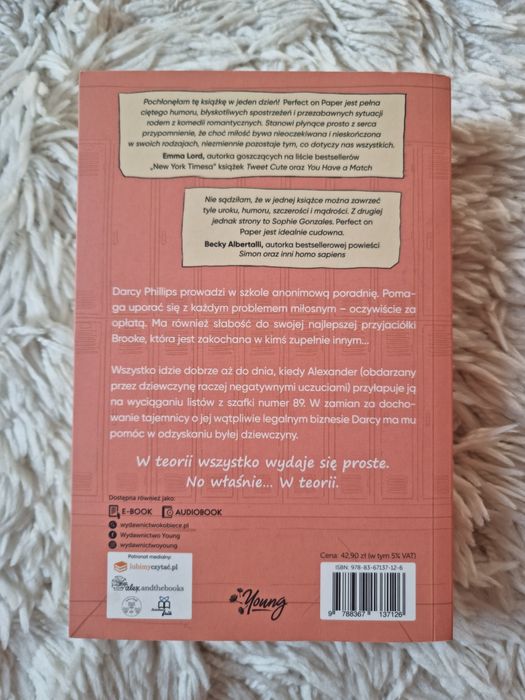 Pochłonęłam tę książkę w jeden dzień! Perfect on Paper jest pełna
ciętego humoru, błyskotliwych spostrzeżeń i przezabawnych sytuacji
rodem z komedii romantycznych. Stanowi płynące prosto z serca
przypomnienie, że choć miłość bywa nieoczekiwana i nieskończona
w swoich rodzajach, niezmiennie pozostaje tym, co dotyczy nas wszystkich.
Emma Lord, autorka goszczących na liście bestsellerów
„New York Timesa” książek Tweet Cute oraz You Have a Match
Nie sądziłam, że w jednej książce można zawrzeć
tyle uroku, humoru, szczerości i mądrości. Z drugiej
jednak strony to Sophie Gonzales. Perfect on
Paper jest idealnie cudowna.
Becky Albertalli, autorka bestsellerowej powieści
Simon oraz inni homo sapiens
Darcy Phillips prowadzi w szkole anonimową poradnię. Poma-
ga uporać się z każdym problemem miłosnym – oczywiście za
opłatą. Ma również słabość do swojej najlepszej przyjaciółki
Brooke, która jest zakochana w kimś zupełnie innym...
Wszystko idzie dobrze aż do dnia, kiedy Alexander (obdarzany
przez dziewczynę raczej negatywnymi uczuciami) przyłapuje ją
na wyciąganiu listów z szafki numer 89. W zamian za docho-
wanie tajemnicy o jej wątpliwie legalnym biznesie Darcy ma mu
pomóc w odzyskaniu byłej dziewczyny.
W teorii wszystko wydaje się proste.
No właśnie... W teorii.
Dostępna również jako:
E-BOOK AUDIOBOOK
wydawnictwokobiece.pl
Wydawnictwo Young
wydawnictwoyoung
Patronat medialny:
lubimyczytać.pl
alex.andthebooks
Young
Cena: 42,90 zł (w tym 5% VAT)
ISBN: 978-83-67137-12-6
9 788367 137126